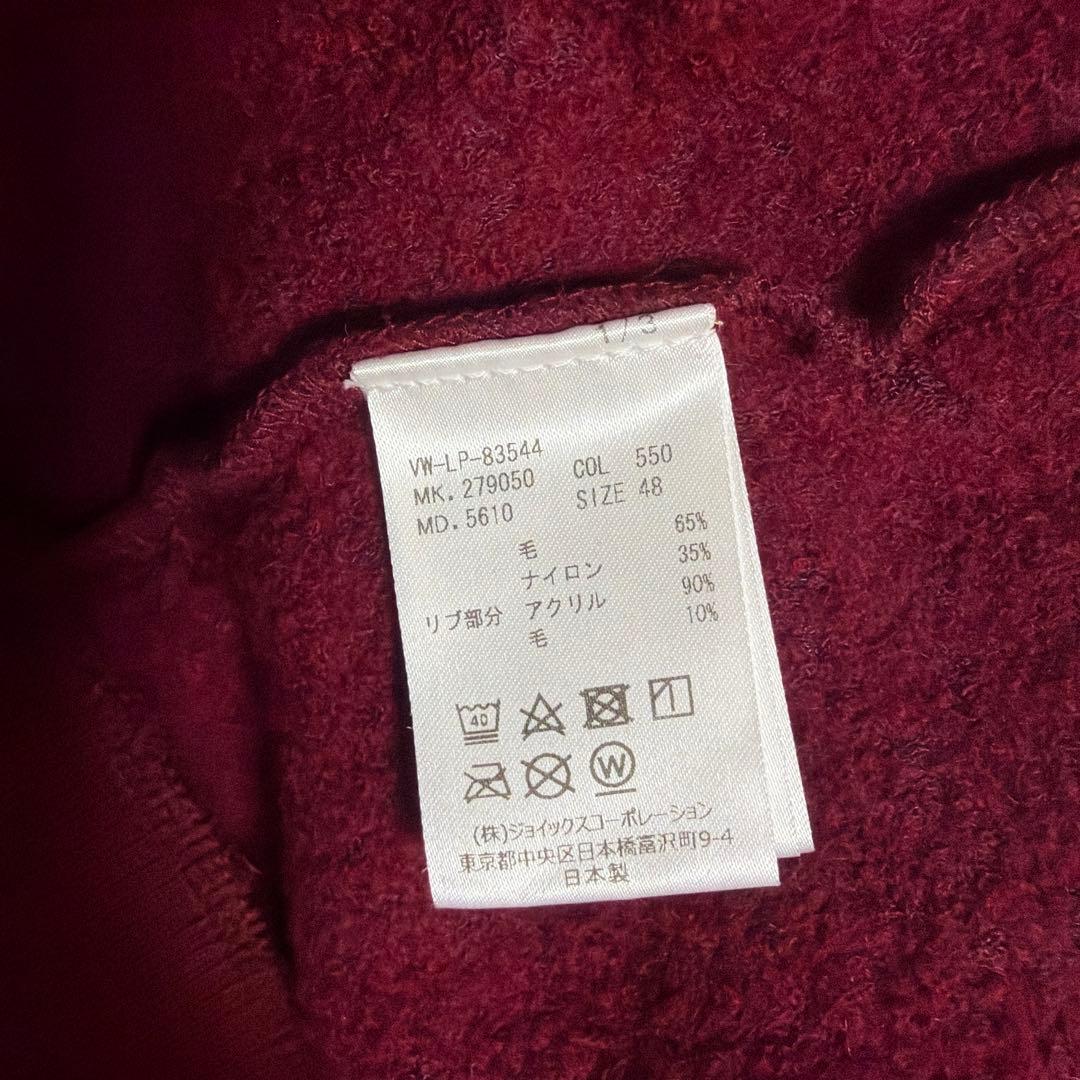 1/3
VW-LP-83544
MK. 279050 COL 550
MD. 5610 SIZE 48
毛 65%
ナイロン 35%
リブ部分 アクリル 90%
毛 10%
40
W
(株)ジョイックスコーポレーション
東京都中央区日本橋富沢町9-4
日本製